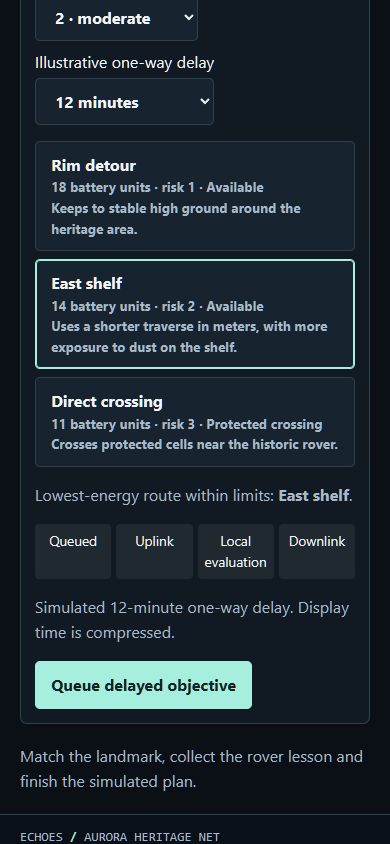 2 · moderate
Illustrative one-way delay
12 minutes
Rim detour
18 battery units · risk 1 · Available
Keeps to stable high ground around the
heritage area.
East shelf
14 battery units · risk 2 · Available
Uses a shorter traverse in meters, with more
exposure to dust on the shelf.
Direct crossing
11 battery units · risk 3 · Protected crossing
Crosses protected cells near the historic rover.
Lowest-energy route within limits: East shelf.
Queued
Uplink
Local
evaluation
Downlink
Simulated 12-minute one-way delay. Display
time is compressed.
Queue delayed objective
Match the landmark, collect the rover lesson and
finish the simulated plan.
ECHOES / AURORA HERITAGE NET